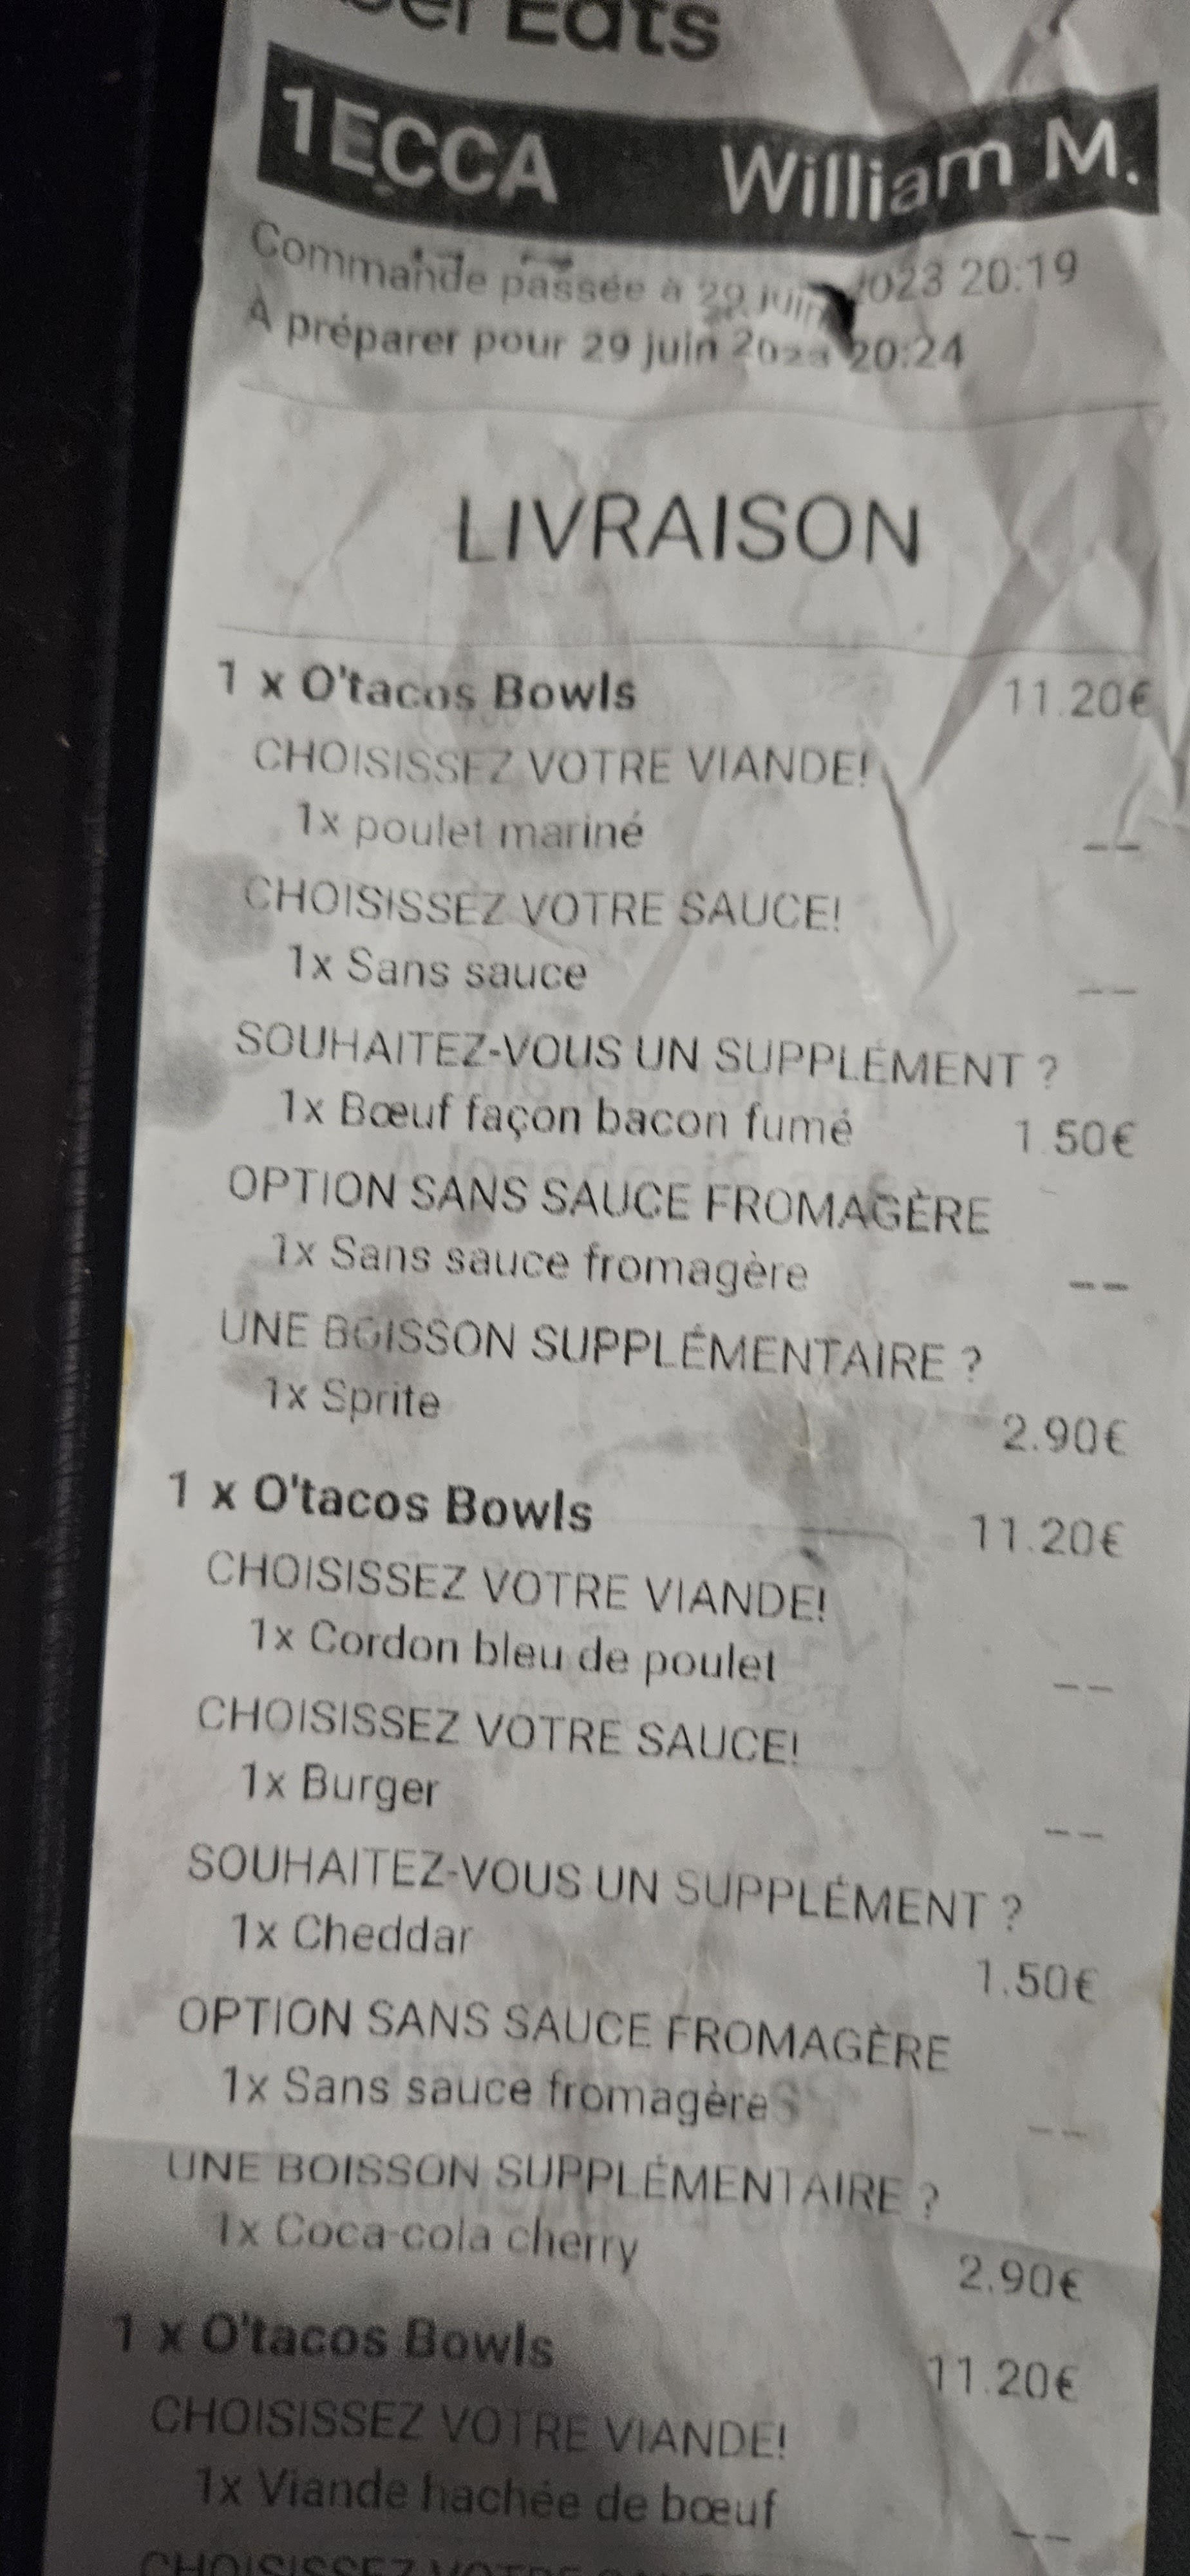 Eats
1ECCA William M.
Commande passée à 29 juin 2023 20:19
À préparer pour 29 juin 2023 20:24
LIVRAISON
1 x O'tacos Bowls 11.20€
CHOISISSEZ VOTRE VIANDE!
1x poulet mariné --
CHOISISSEZ VOTRE SAUCE!
1x Sans sauce --
SOUHAITEZ-VOUS UN SUPPLÉMENT ?
1x Bœuf façon bacon fumé 1.50€
OPTION SANS SAUCE FROMAGÈRE
1x Sans sauce fromagère --
UNE BOISSON SUPPLÉMENTAIRE ?
1x Sprite 2.90€
1 x O'tacos Bowls 11.20€
CHOISISSEZ VOTRE VIANDE!
1x Cordon bleu de poulet --
CHOISISSEZ VOTRE SAUCE!
1x Burger --
SOUHAITEZ-VOUS UN SUPPLÉMENT ?
1x Cheddar 1.50€
OPTION SANS SAUCE FROMAGÈRE
1x Sans sauce fromagère --
UNE BOISSON SUPPLÉMENTAIRE ?
1x Coca-cola cherry 2.90€
1 x O'tacos Bowls 11.20€
CHOISISSEZ VOTRE VIANDE!
1x Viande hachée de bœuf --
CHOISISSEZ VOTRE